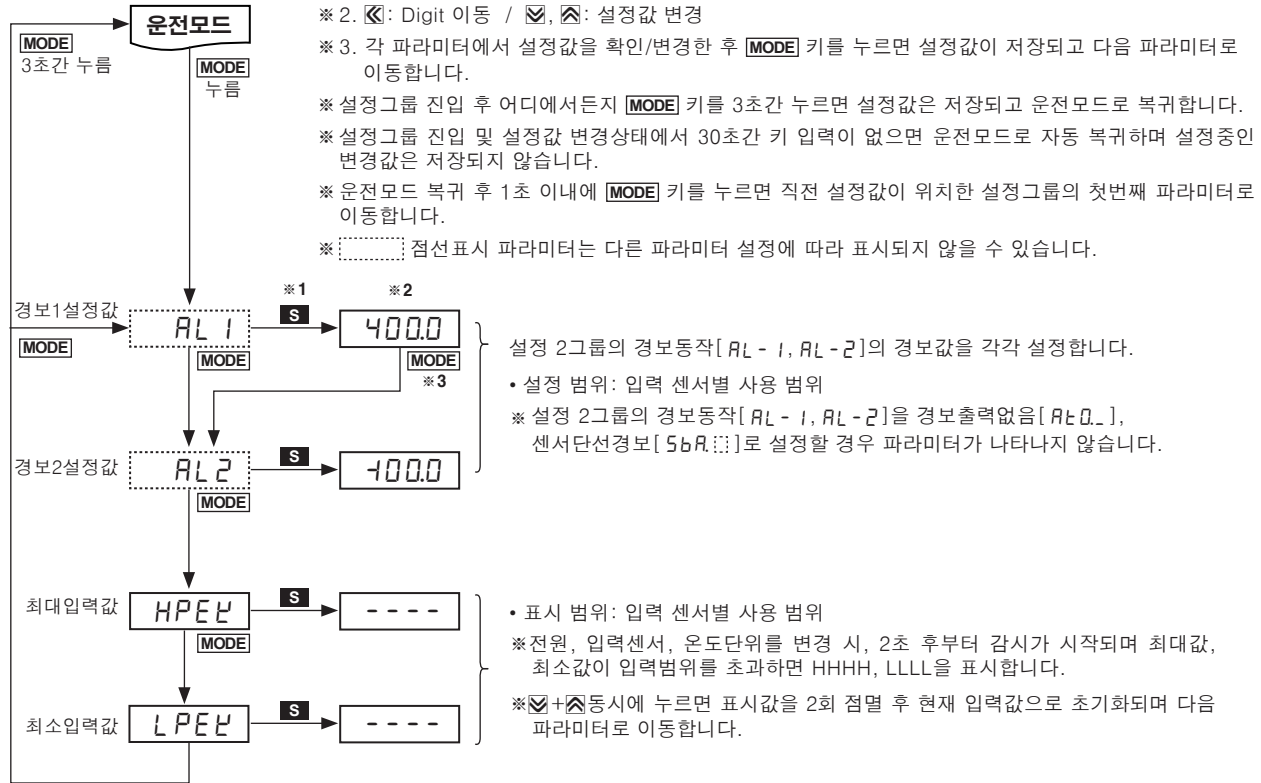 운전모드
MODE
3초간 누름
MODE
누름
※2. : Digit 이동 / , : 설정값 변경
※3. 각 파라미터에서 설정값을 확인/변경한 후 MODE 키를 누르면 설정값이 저장되고 다음 파라미터로
이동합니다.
※설정그룹 진입 후 어디에서든지 MODE 키를 3초간 누르면 설정값은 저장되고 운전모드로 복귀합니다.
※설정그룹 진입 및 설정값 변경상태에서 30초간 키 입력이 없으면 운전모드로 자동 복귀하며 설정중인
변경값은 저장되지 않습니다.
※운전모드 복귀 후 1초 이내에 MODE 키를 누르면 직전 설정값이 위치한 설정그룹의 첫번째 파라미터로
이동합니다.
※ 점선표시 파라미터는 다른 파라미터 설정에 따라 표시되지 않을 수 있습니다.
경보1설정값
MODE
AL1
MODE
※1
S
※2
400.0
MODE
※3
설정 2그룹의 경보동작[AL-1, AL-2]의 경보값을 각각 설정합니다.
•설정 범위: 입력 센서별 사용 범위
※설정 2그룹의 경보동작[AL-1, AL-2]을 경보출력없음[At0._],
센서단선경보[SbA.]로 설정할 경우 파라미터가 나타나지 않습니다.
경보2설정값
AL2
MODE
S
-100.0
최대입력값
HPEK
MODE
S
----
•표시 범위: 입력 센서별 사용 범위
※전원, 입력센서, 온도단위를 변경 시, 2초 후부터 감시가 시작되며 최대값,
최소값이 입력범위를 초과하면 HHHH, LLLL을 표시합니다.
※+동시에 누르면 표시값을 2회 점멸 후 현재 입력값으로 초기화되며 다음
파라미터로 이동합니다.
최소입력값
LPEK
S
----